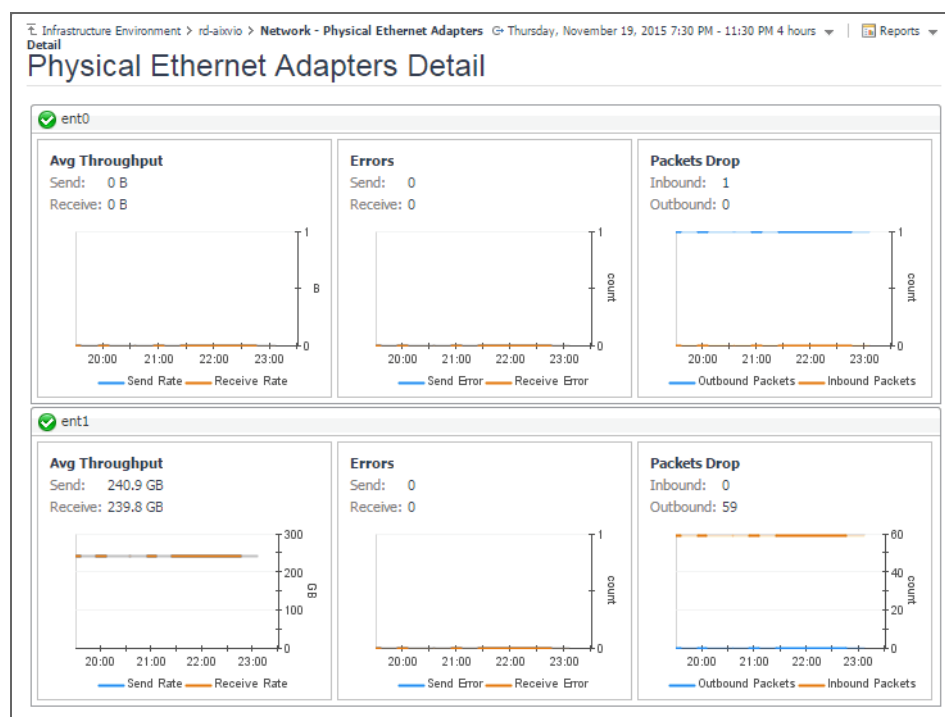 Infrastructure Environment > rd-aixvio > Network - Physical Ethernet Adapters Thursday, November 19, 2015 7:30 PM - 11:30 PM 4 hours | Reports
Detail
Physical Ethernet Adapters Detail
ent0
Avg Throughput
Send: 0 B
Receive: 0 B
1
B
0
20:00 21:00 22:00 23:00
Send Rate Receive Rate
Errors
Send: 0
Receive: 0
1
count
0
20:00 21:00 22:00 23:00
Send Error Receive Error
Packets Drop
Inbound: 1
Outbound: 0
1
count
0
20:00 21:00 22:00 23:00
Outbound Packets Inbound Packets
ent1
Avg Throughput
Send: 240.9 GB
Receive: 239.8 GB
300
200
GB
100
0
20:00 21:00 22:00 23:00
Send Rate Receive Rate
Errors
Send: 0
Receive: 0
1
count
0
20:00 21:00 22:00 23:00
Send Error Receive Error
Packets Drop
Inbound: 0
Outbound: 59
60
40
count
20
0
20:00 21:00 22:00 23:00
Outbound Packets Inbound Packets